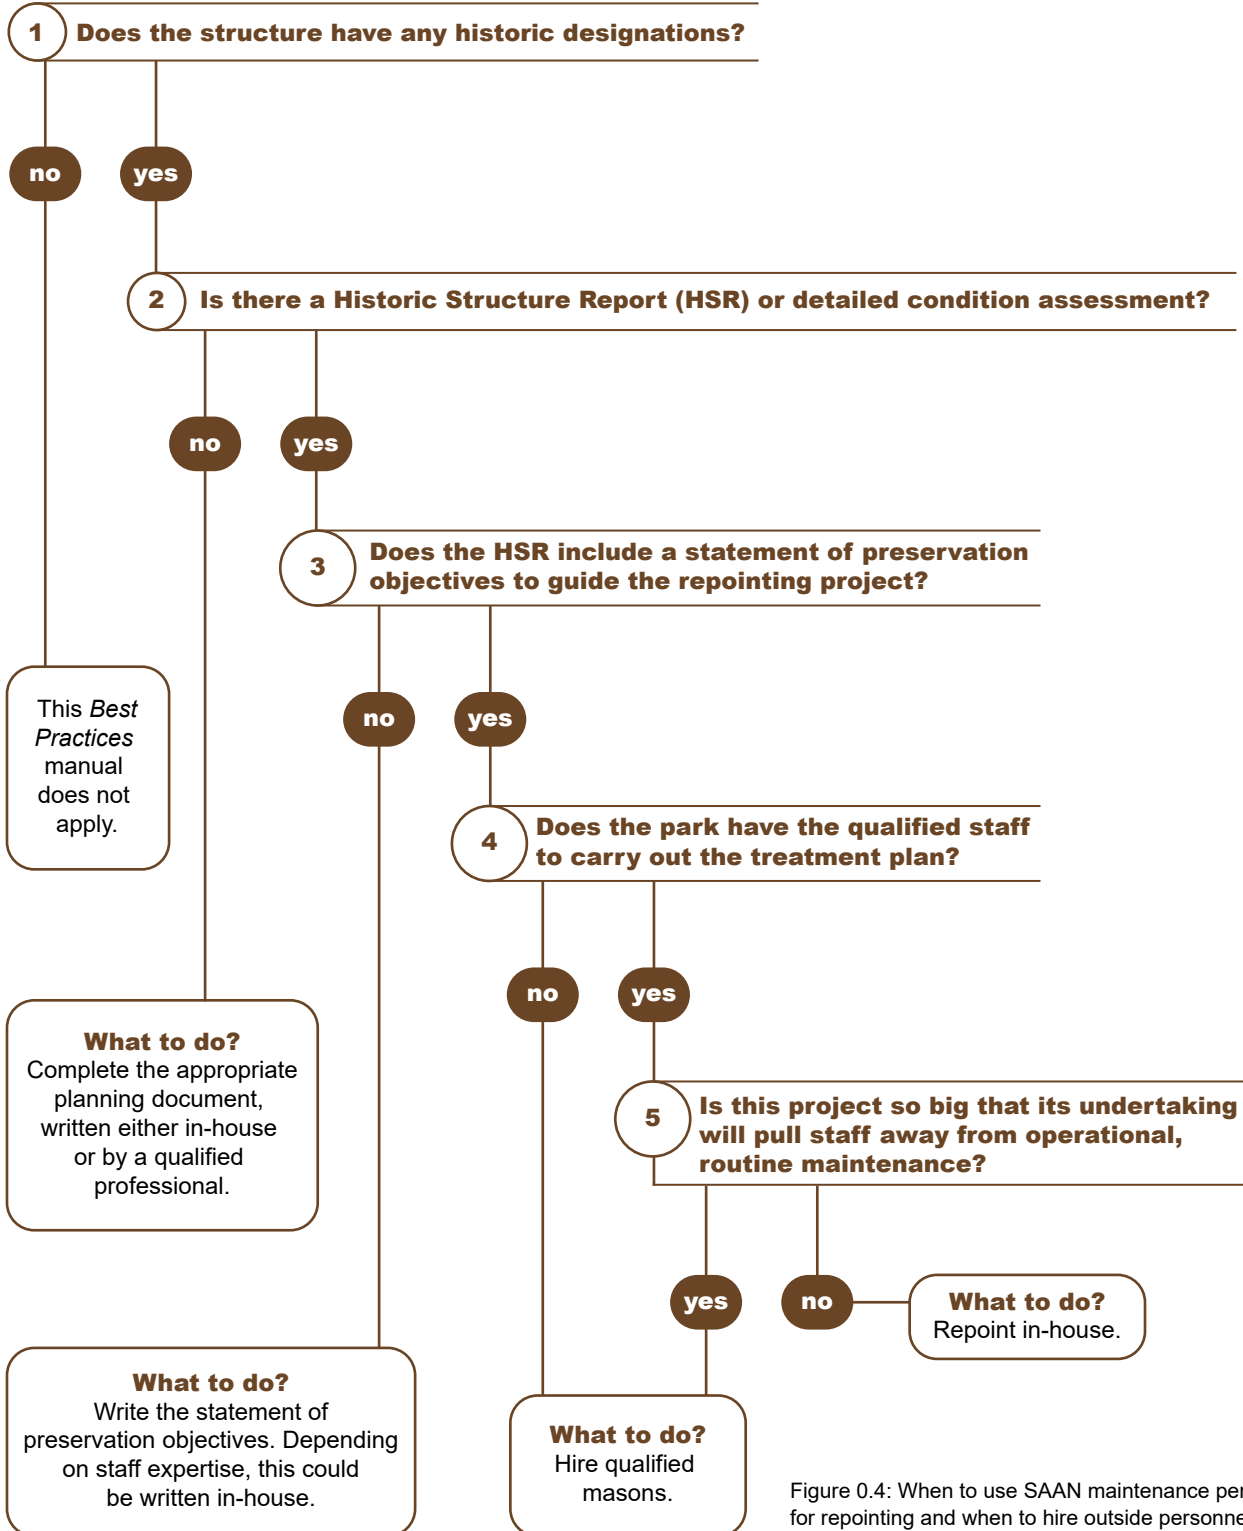 1 Does the structure have any historic designations?
no yes
2 Is there a Historic Structure Report (HSR) or detailed condition assessment?
no yes
3 Does the HSR include a statement of preservation
objectives to guide the repointing project?
This Best
Practices
manual
does not
apply.
no yes
4 Does the park have the qualified staff
to carry out the treatment plan?
no yes
What to do?
Complete the appropriate
planning document,
written either in-house
or by a qualified
professional.
5 Is this project so big that its undertaking
will pull staff away from operational,
routine maintenance?
yes no
What to do?
Repoint in-house.
What to do?
Write the statement of
preservation objectives. Depending
on staff expertise, this could
be written in-house.
What to do?
Hire qualified
masons.
Figure 0.4: When to use SAAN maintenance
for repointing and when to hire outside